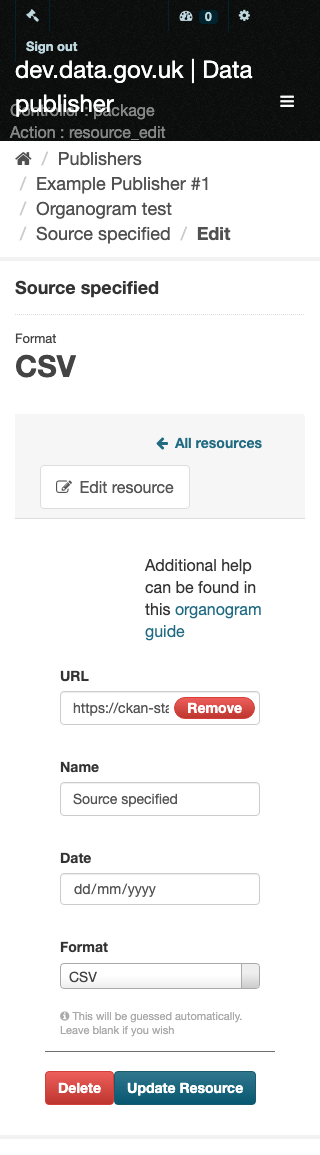 0
Sign out
dev.data.gov.uk | Data
publisher
Controller : package
Action : resource_edit
/ Publishers
/ Example Publisher #1
/ Organogram test
/ Source specified / Edit
Source specified
Format
CSV
All resources
Edit resource
Additional help
can be found in
this organogram
guide
URL
https://ckan-sta Remove
Name
Source specified
Date
dd/mm/yyyy
Format
CSV
This will be guessed automatically.
Leave blank if you wish
Delete Update Resource